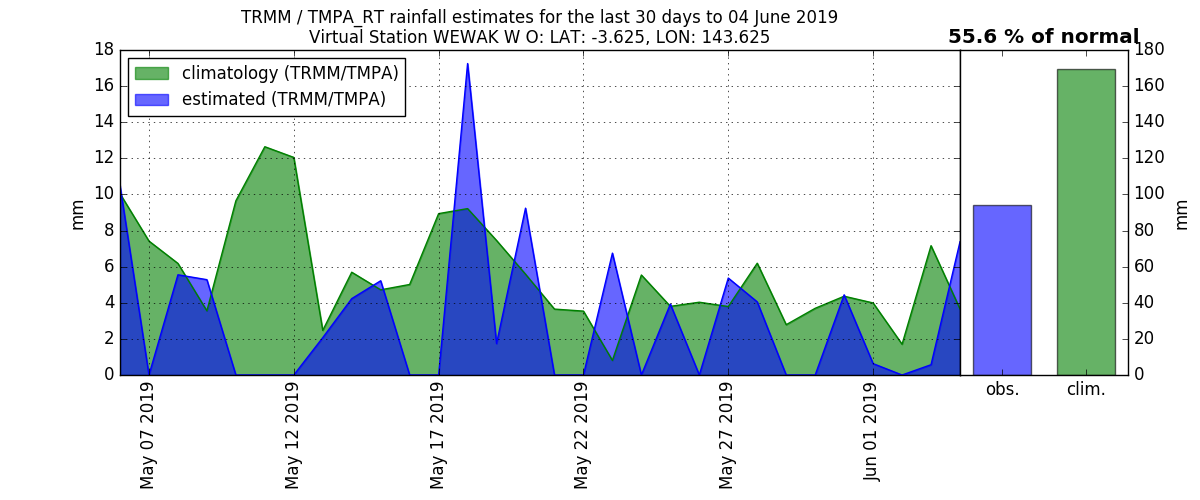 TRMM / TMPA_RT rainfall estimates for the last 30 days to 04 June 2019
Virtual Station WEWAK W O: LAT: -3.625, LON: 143.625
55.6 % of normal
climatology (TRMM/TMPA)
estimated (TRMM/TMPA)
mm
18
16
14
12
10
8
6
4
2
0
May 07 2019
May 12 2019
May 17 2019
May 22 2019
May 27 2019
Jun 01 2019
obs.
clim.
180
160
140
120
100
80
60
40
20
0
mm